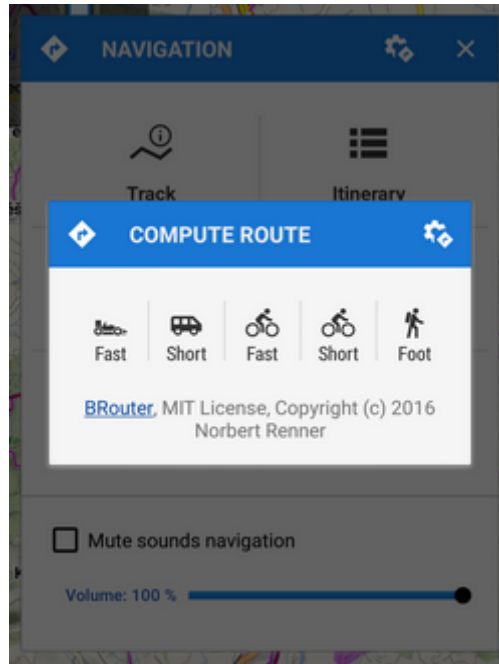 NAVIGATION
Track
Itinerary
COMPUTE ROUTE
Fast
Short
Fast
Short
Foot
BRouter, MIT License, Copyright (c) 2016
Norbert Renner
Mute sounds navigation
Volume: 100 %